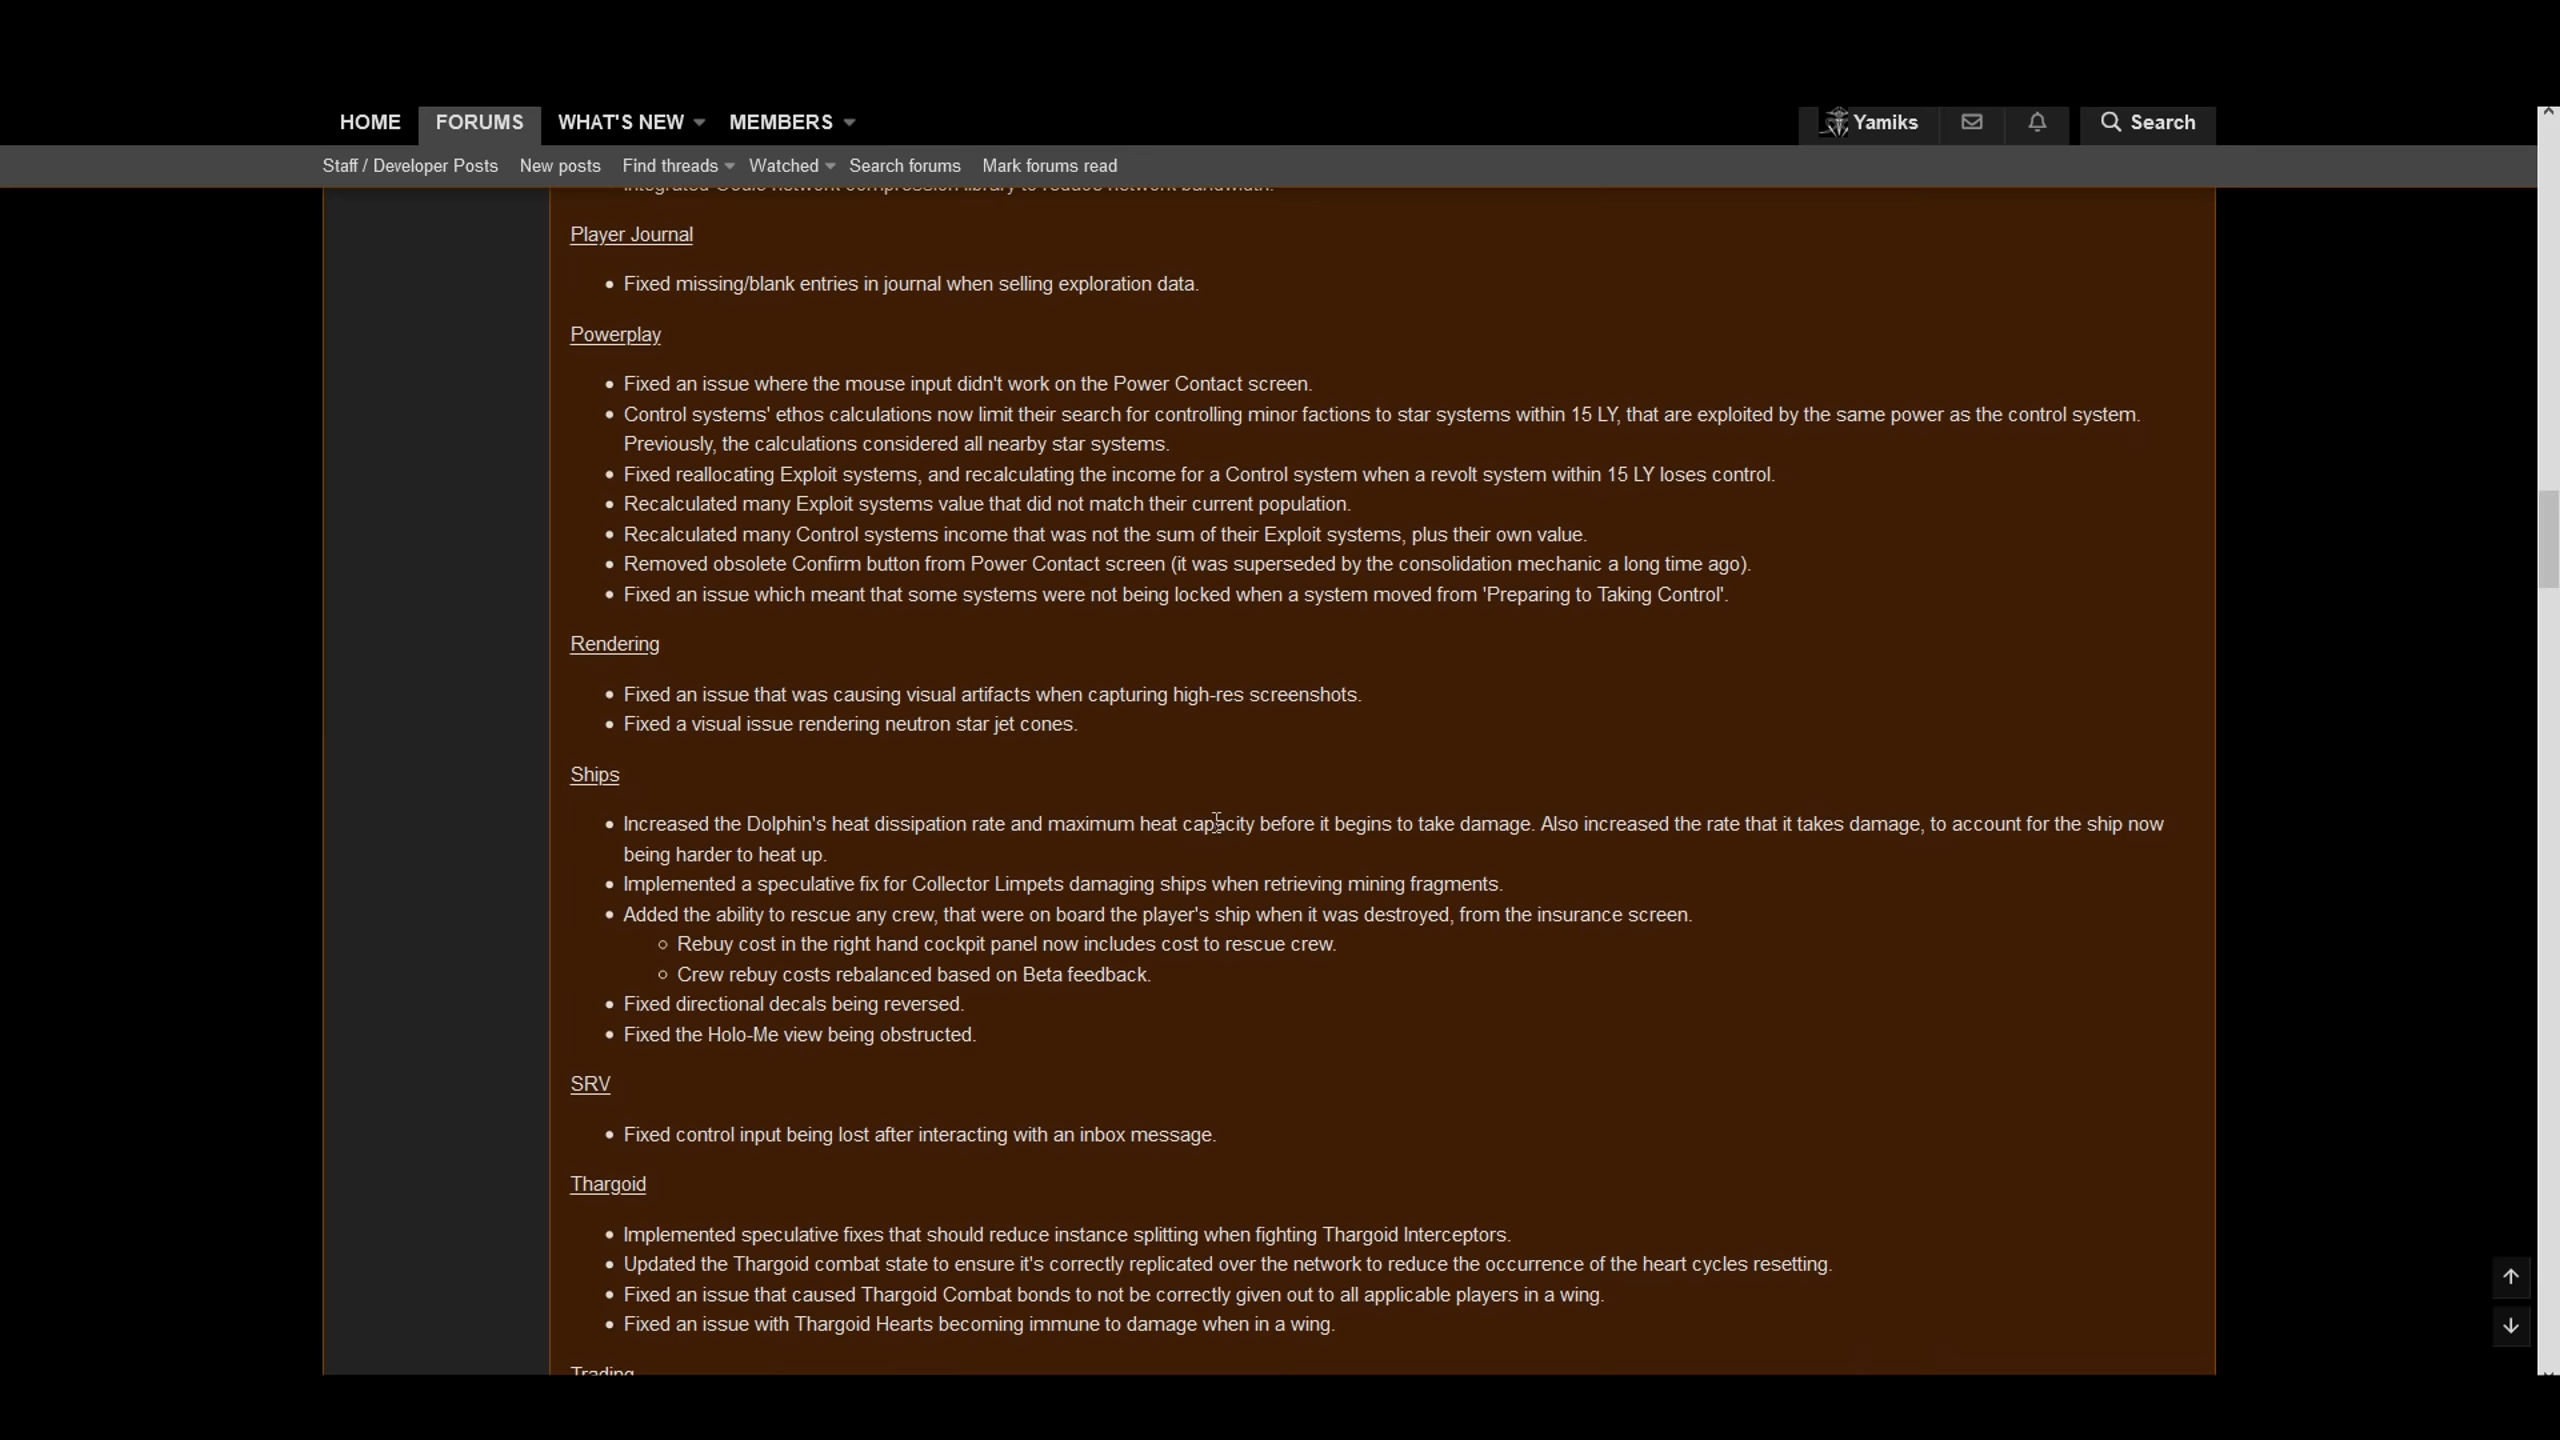 HOME FORUMS WHAT'S NEW MEMBERS Yamiks Search
Staff / Developer Posts New posts Find threads Watched Search forums Mark forums read
network compression library to reduce network bandwidth.
Player Journal
Fixed missing/blank entries in journal when selling exploration data.
Powerplay
Fixed an issue where the mouse input didn't work on the Power Contact screen.
Control systems' ethos calculations now limit their search for controlling minor factions to star systems within 15 LY, that are exploited by the same power as the control system.
Previously, the calculations considered all nearby star systems.
Fixed reallocating Exploit systems, and recalculating the income for a Control system when a revolt system within 15 LY loses control.
Recalculated many Exploit systems value that did not match their current population.
Recalculated many Control systems income that was not the sum of their Exploit systems, plus their own value.
Removed obsolete Confirm button from Power Contact screen (it was superseded by the consolidation mechanic a long time ago).
Fixed an issue which meant that some systems were not being locked when a system moved from 'Preparing to Taking Control'.
Rendering
Fixed an issue that was causing visual artifacts when capturing high-res screenshots.
Fixed a visual issue rendering neutron star jet cones.
Ships
Increased the Dolphin's heat dissipation rate and maximum heat capacity before it begins to take damage. Also increased the rate that it takes damage, to account for the ship now
being harder to heat up.
Implemented a speculative fix for Collector Limpets damaging ships when retrieving mining fragments.
Added the ability to rescue any crew, that were on board the player's ship when it was destroyed, from the insurance screen.
Rebuy cost in the right hand cockpit panel now includes cost to rescue crew.
Crew rebuy costs rebalanced based on Beta feedback.
Fixed directional decals being reversed.
Fixed the Holo-Me view being obstructed.
SRV
Fixed control input being lost after interacting with an inbox message.
Thargoid
Implemented speculative fixes that should reduce instance splitting when fighting Thargoid Interceptors.
Updated the Thargoid combat state to ensure it's correctly replicated over the network to reduce the occurrence of the heart cycles resetting.
Fixed an issue that caused Thargoid Combat bonds to not be correctly given out to all applicable players in a wing.
Fixed an issue with Thargoid Hearts becoming immune to damage when in a wing.
Trading